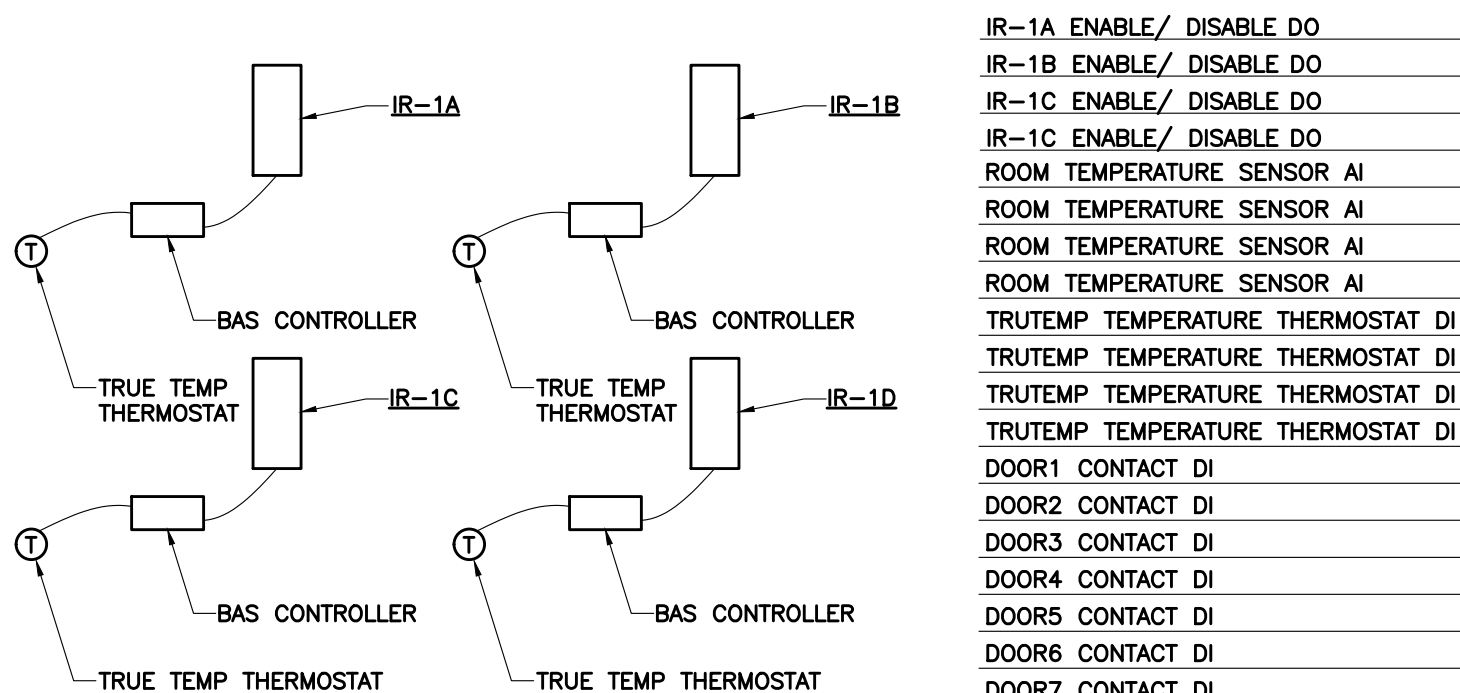 IR-1A
IR-1B
T
T
BAS CONTROLLER
BAS CONTROLLER
TRUE TEMP
THERMOSTAT
TRUE TEMP
THERMOSTAT
IR-1C
IR-1D
T
T
BAS CONTROLLER
BAS CONTROLLER
TRUE TEMP THERMOSTAT
TRUE TEMP THERMOSTAT
IR-1A ENABLE/ DISABLE DO
IR-1B ENABLE/ DISABLE DO
IR-1C ENABLE/ DISABLE DO
IR-1C ENABLE/ DISABLE DO
ROOM TEMPERATURE SENSOR AI
ROOM TEMPERATURE SENSOR AI
ROOM TEMPERATURE SENSOR AI
ROOM TEMPERATURE SENSOR AI
TRUTEMP TEMPERATURE THERMOSTAT DI
TRUTEMP TEMPERATURE THERMOSTAT DI
TRUTEMP TEMPERATURE THERMOSTAT DI
TRUTEMP TEMPERATURE THERMOSTAT DI
DOOR1 CONTACT DI
DOOR2 CONTACT DI
DOOR3 CONTACT DI
DOOR4 CONTACT DI
DOOR5 CONTACT DI
DOOR6 CONTACT DI
DOOR7 CONTACT DI